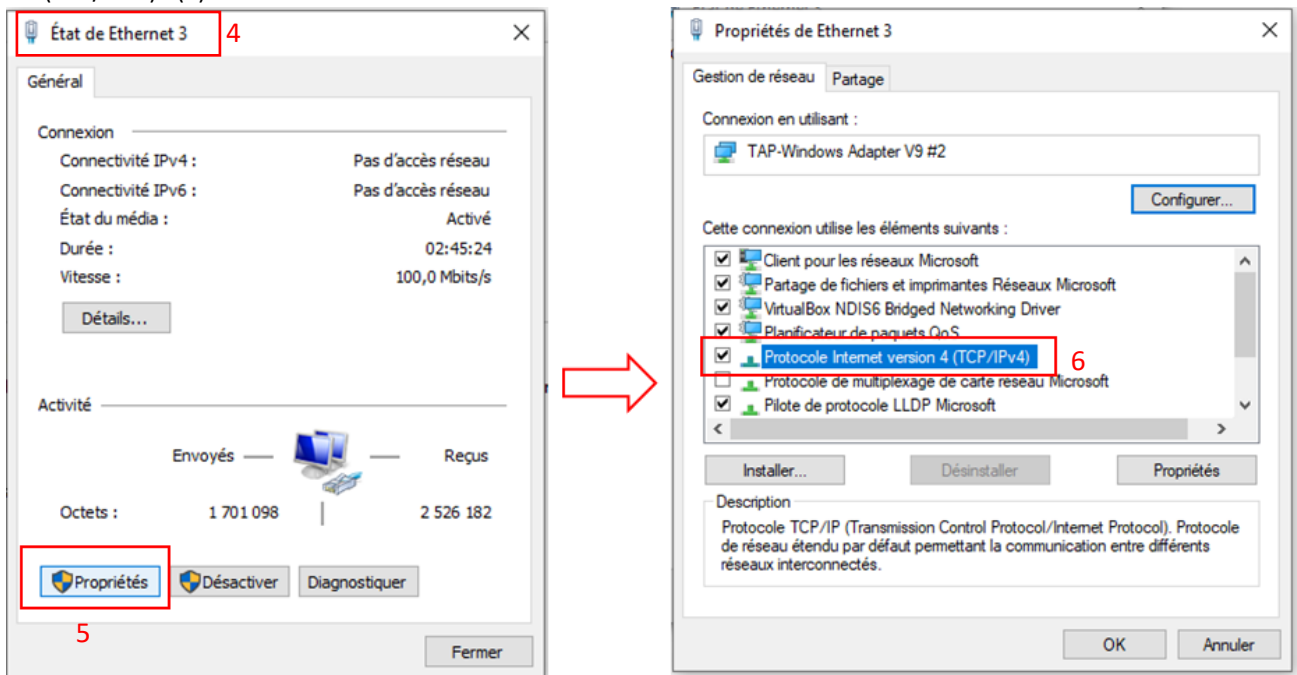 État de Ethernet 3
4
Général
Connexion
Connectivité IPv4 : Pas d’accès réseau
Connectivité IPv6 : Pas d’accès réseau
État du média : Activé
Durée : 02:45:24
Vitesse : 100,0 Mbits/s
Détails...
Activité
Envoyés Reçus
Octets : 1 701 098 2 526 182
Propriétés Désactiver Diagnostiquer
5
Fermer
Propriétés de Ethernet 3
Gestion de réseau Partage
Connexion en utilisant :
TAP-Windows Adapter V9 #2
Configurer...
Cette connexion utilise les éléments suivants :
Client pour les réseaux Microsoft
Partage de fichiers et imprimantes Réseaux Microsoft
VirtualBox NDIS6 Bridged Networking Driver
Planificateur de paquets QoS
Protocole Internet version 4 (TCP/IPv4)
6
Protocole de multiplexage de carte réseau Microsoft
Pilote de protocole LLDP Microsoft
Installer... Désinstaller Propriétés
Description
Protocole TCP/IP (Transmission Control Protocol/Internet Protocol). Protocole
de réseau étendu par défaut permettant la communication entre différents
réseaux interconnectés.
OK Annuler